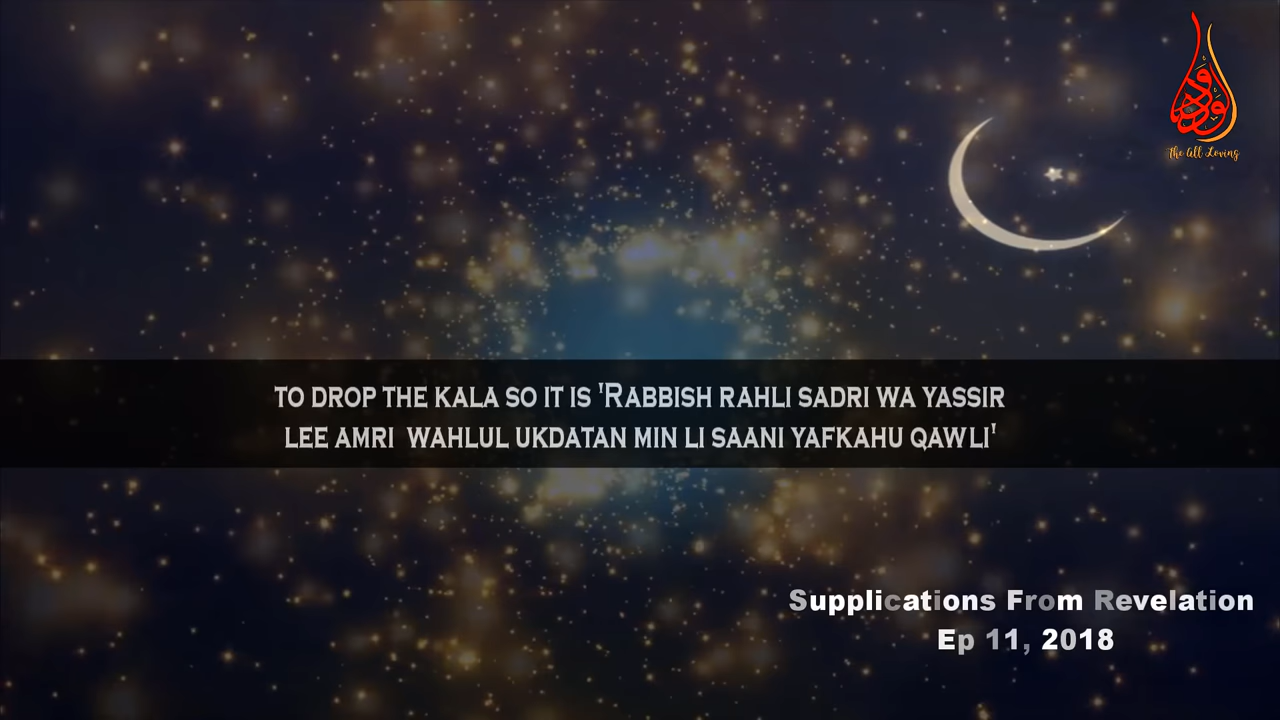 الودود
The All Loving
TO DROP THE KALA SO IT IS 'RABBISH RAHLI SADRI WA YASSIR
LEE AMRI WAHLUL UKDATAN MIN LI SAANI YAFKAHU QAWLI'
Supplications From Revelation
Ep 11, 2018